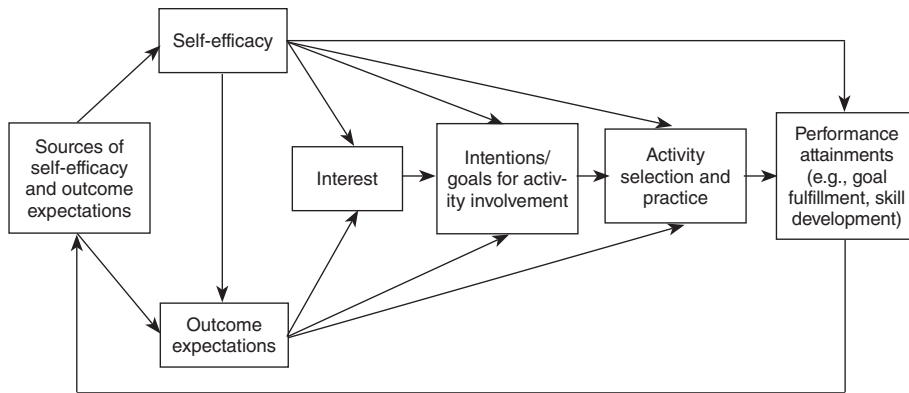 Self-efficacy
Sources of
self-efficacy
and outcome
expectations
Interest
Intentions/
goals for activ-
ity involvement
Activity
selection and
practice
Performance
attainments
(e.g., goal
fulfillment, skill
development)
Outcome
expectations